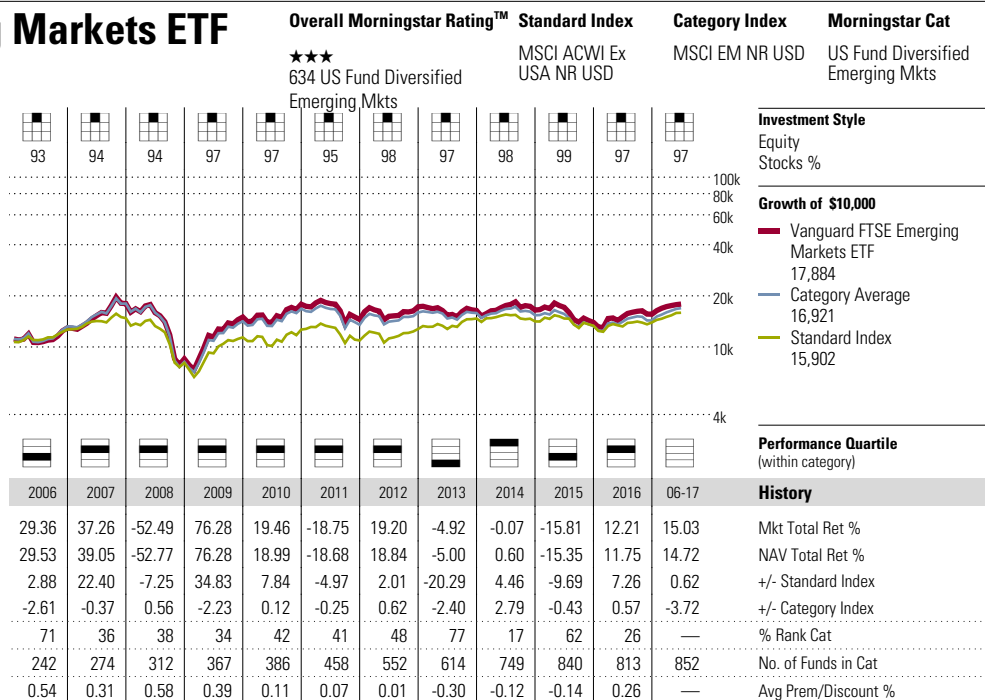 Markets ETF
Overall Morningstar Rating™ Standard Index Category Index Morningstar Cat
★★★ MSCI ACWI Ex MSCI EM NR USD US Fund Diversified
634 US Fund Diversified USA NR USD Emerging Mkts
Emerging Mkts
Investment Style
Equity
Stocks %
93 94 94 97 97 95 98 97 98 99 97 97
100k
80k
60k
40k
20k
10k
4k
Growth of $10,000
Vanguard FTSE Emerging
Markets ETF
17,884
Category Average
16,921
Standard Index
15,902
Performance Quartile
(within category)
2006 2007 2008 2009 2010 2011 2012 2013 2014 2015 2016 06-17 History
29.36 37.26 -52.49 76.28 19.46 -18.75 19.20 -4.92 -0.07 -15.81 12.21 15.03 Mkt Total Ret %
29.53 39.05 -52.77 76.28 18.99 -18.68 18.84 -5.00 0.60 -15.35 11.75 14.72 NAV Total Ret %
2.88 22.40 -7.25 34.83 7.84 -4.97 2.01 -20.29 4.46 -9.69 7.26 0.62 +/- Standard Index
-2.61 -0.37 0.56 -2.23 0.12 -0.25 0.62 -2.40 2.79 -0.43 0.57 -3.72 +/- Category Index
71 36 38 34 42 41 48 77 17 62 26 — % Rank Cat
242 274 312 367 386 458 552 614 749 840 813 852 No. of Funds in Cat
0.54 0.31 0.58 0.39 0.11 0.07 0.01 -0.30 -0.12 -0.14 0.26 — Avg Prem/Discount %